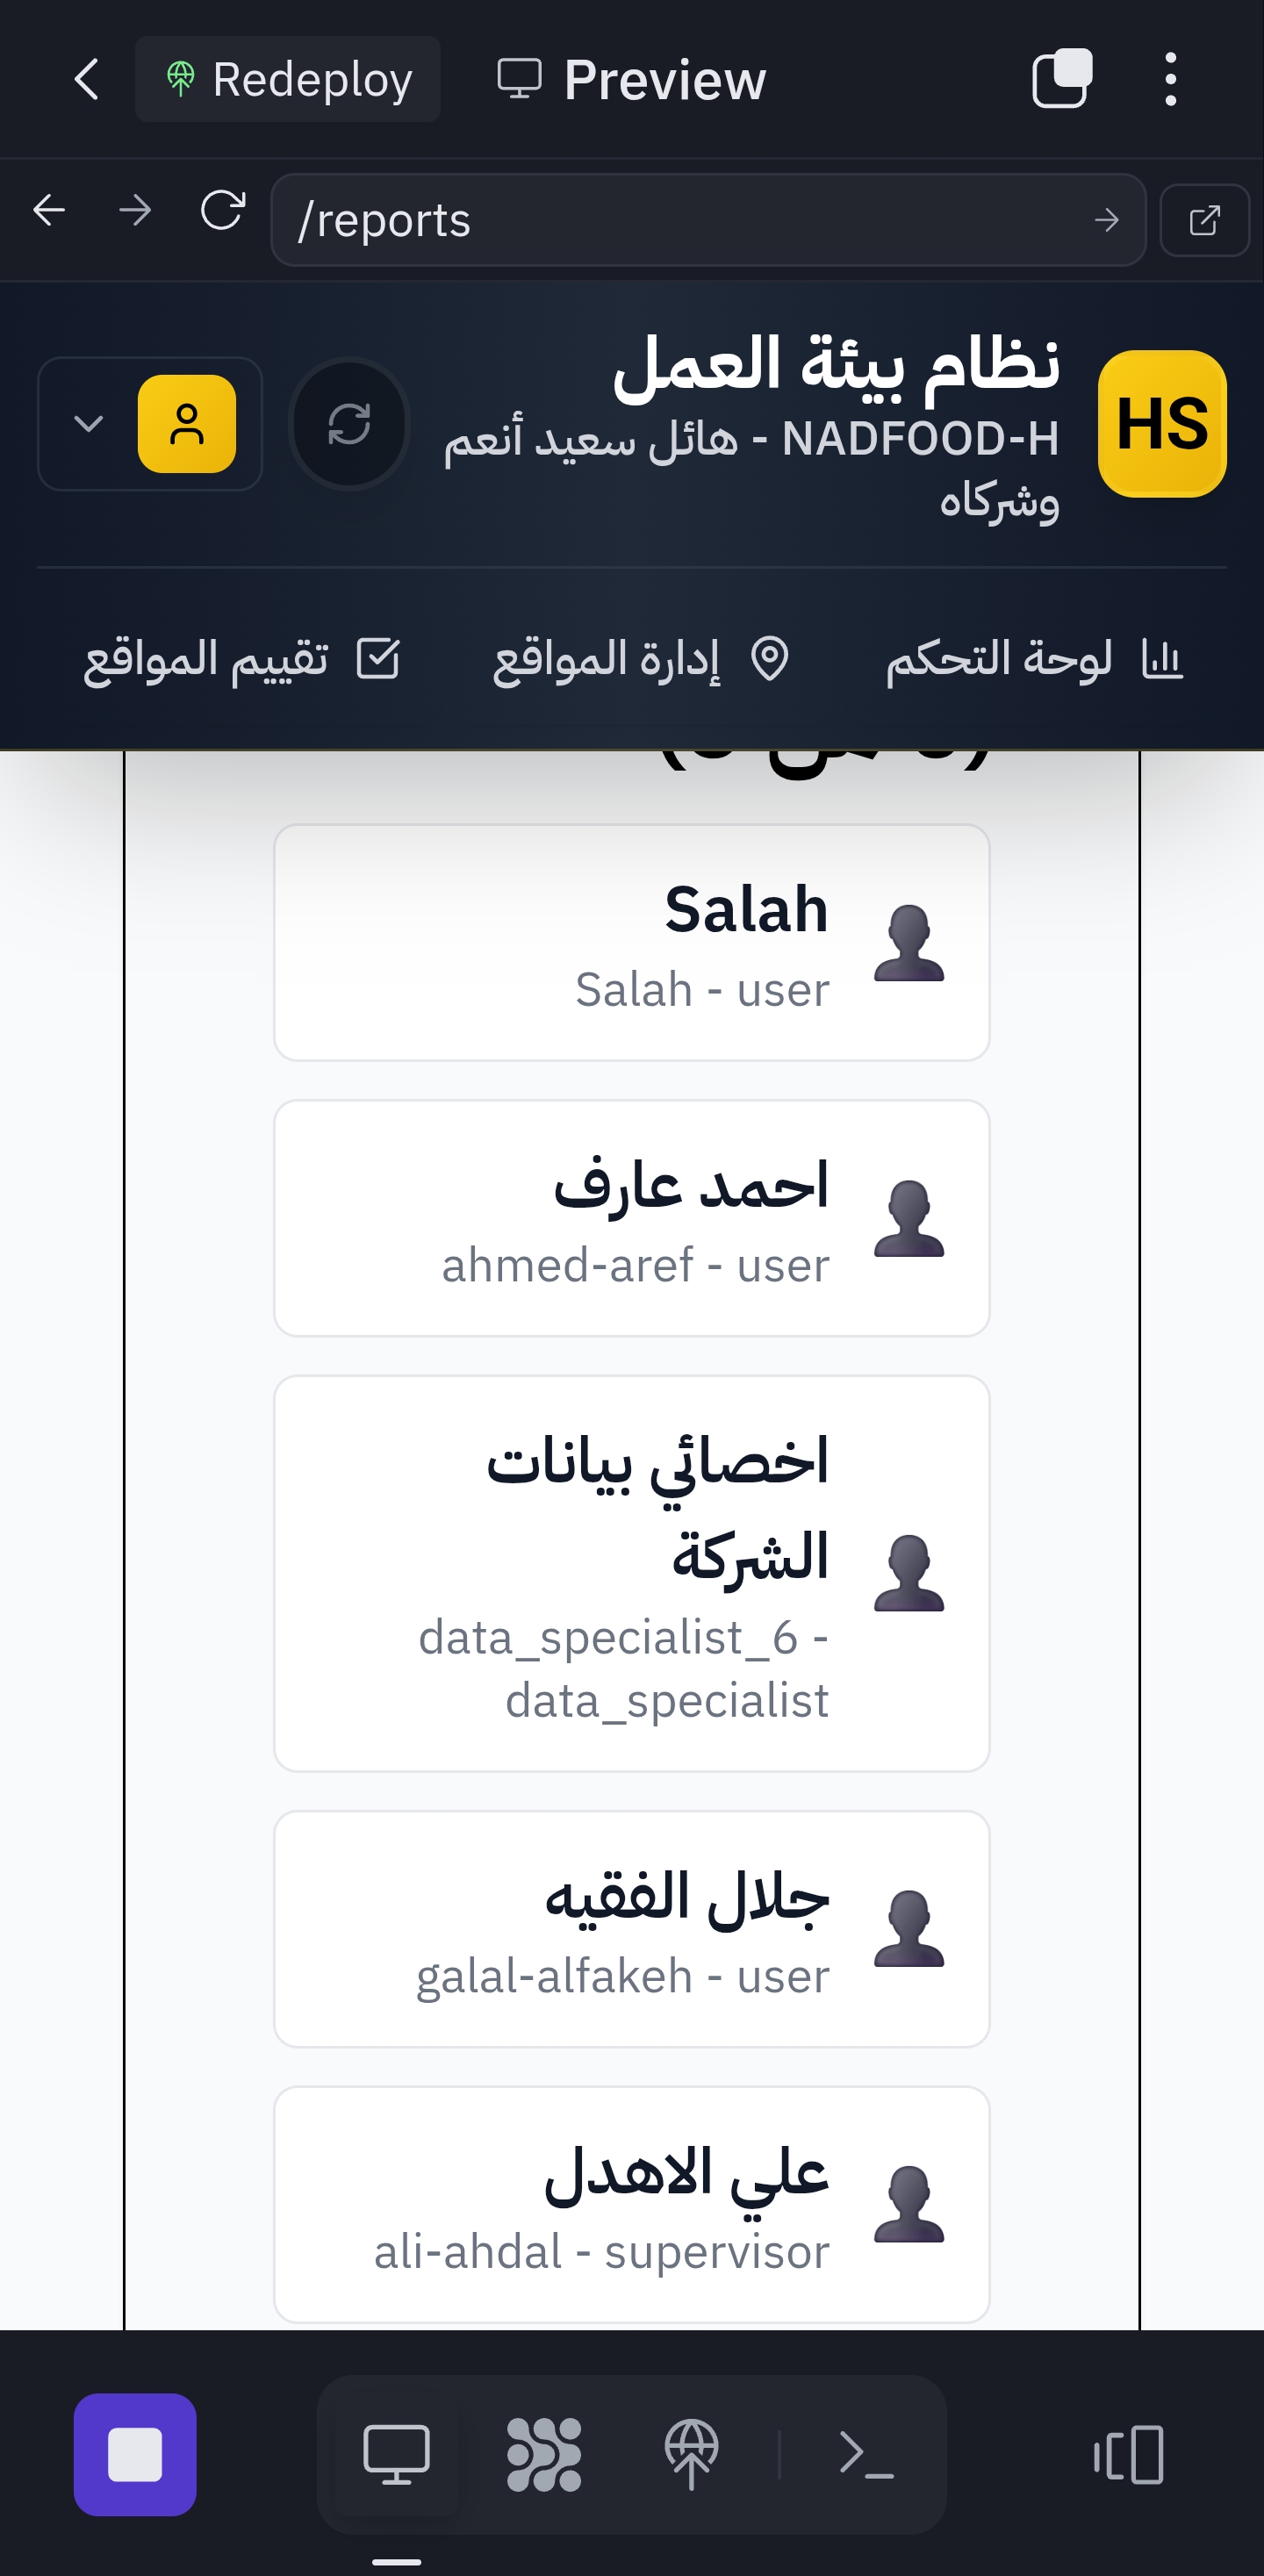 Redeploy
Preview
/reports
HS
نظام بيئة العمل
NADFOOD-H - هائل سعيد أنعم
وشركاه
لوحة التحكم
إدارة المواقع
تقييم المواقع
Salah
Salah - user
احمد عارف
ahmed-aref - user
اخصائي بيانات
الشركة
data_specialist_6 -
data_specialist
جلال الفقيه
galal-alfakeh - user
علي الاهدل
ali-ahdal - supervisor